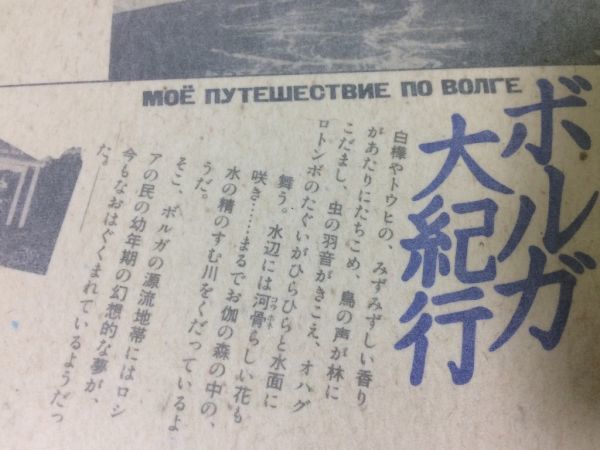 МОЁ ПУТЕШЕСТВИЕ ПО ВОЛГЕ
ボルガ
大紀行
白樺やトウヒの、みずみずしい香り
があたりにたちこめ、鳥の声が林に
こだまし、虫の羽音がきこえ、オハグ
ロトンボのたぐいがひらひらと水面に
舞う。水辺には河骨らしい花も
咲き……まるでお伽の森の中の、
水の精のすむ川をくだっているよ
うだ。
そこ、ボルガの源流地帯にはロシ
アの民の幼年期の幻想的な夢が、
今もなおはぐくまれているようだっ
た。